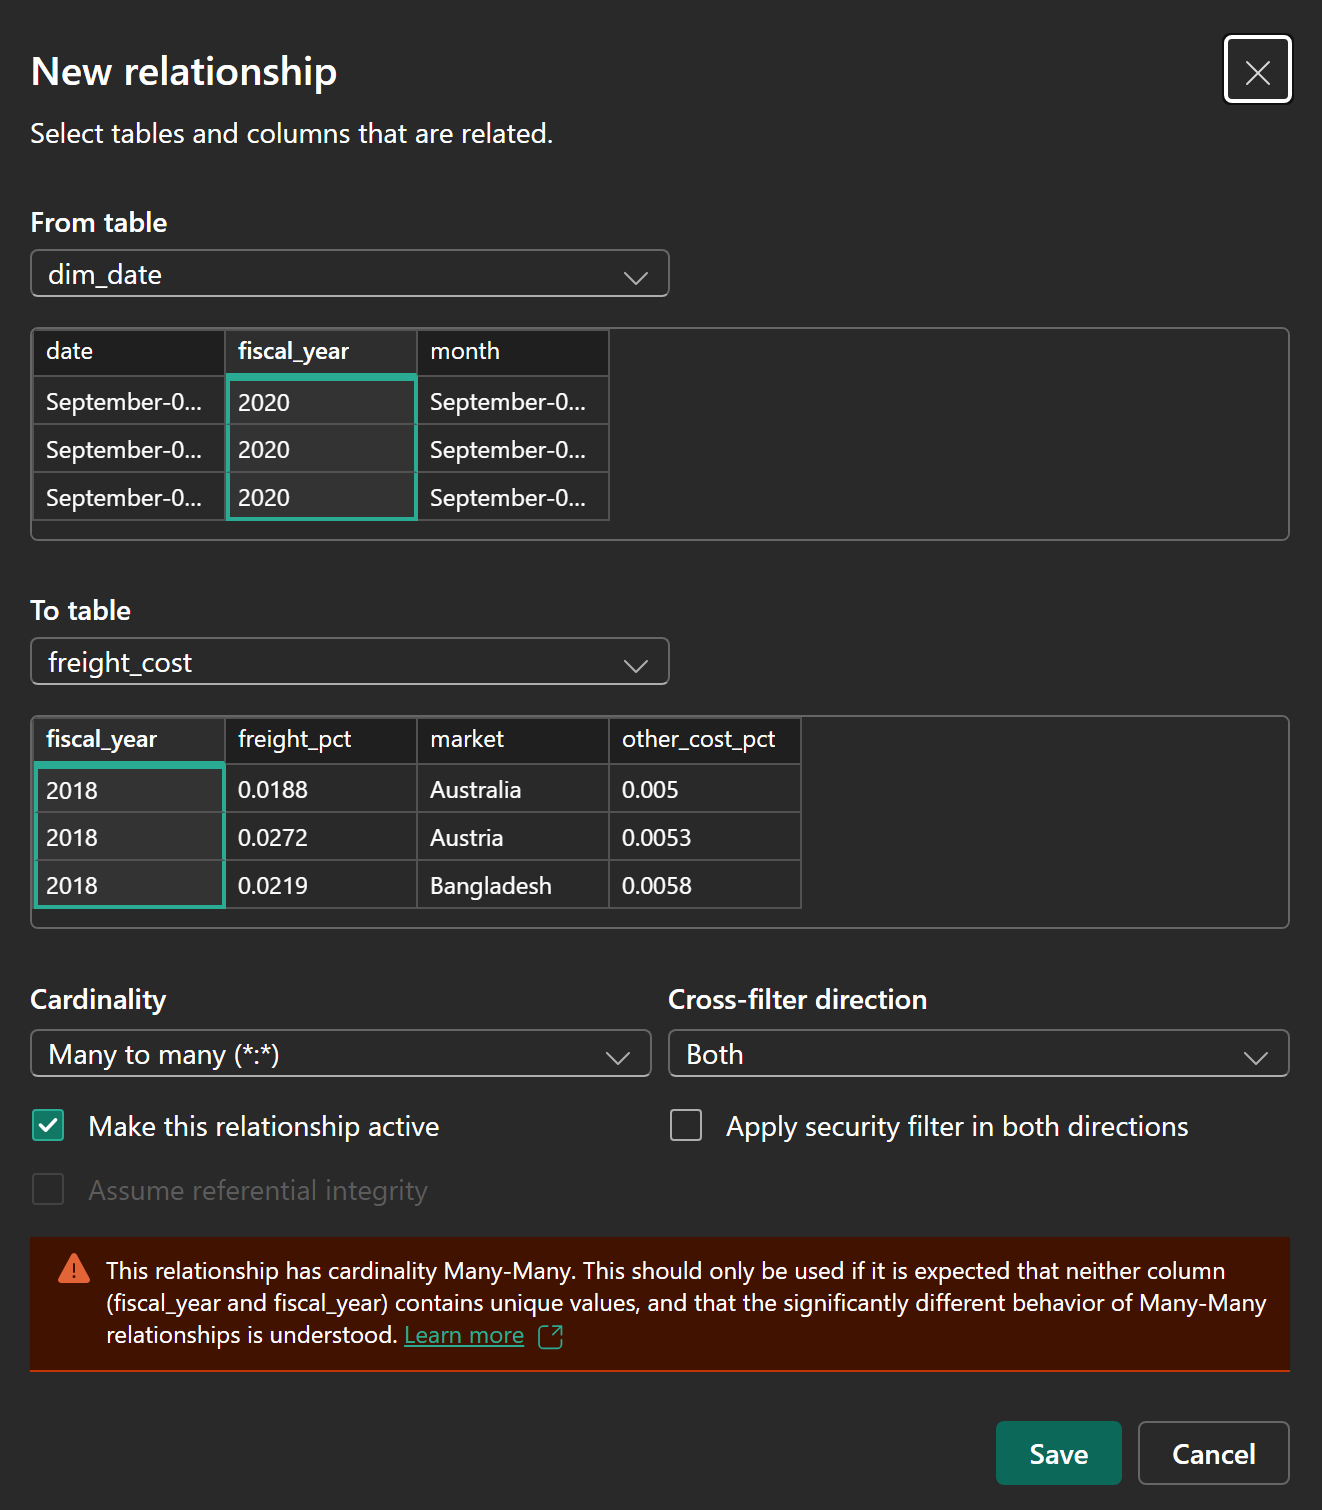 New relationship
Select tables and columns that are related.
From table
dim_date
date fiscal_year month
September-0... 2020 September-0...
September-0... 2020 September-0...
September-0... 2020 September-0...
To table
freight_cost
fiscal_year freight_pct market other_cost_pct
2018 0.0188 Australia 0.005
2018 0.0272 Austria 0.0053
2018 0.0219 Bangladesh 0.0058
Cardinality Cross-filter direction
Many to many (*:*) Both
Make this relationship active Apply security filter in both directions
Assume referential integrity
This relationship has cardinality Many-Many. This should only be used if it is expected that neither column
(fiscal_year and fiscal_year) contains unique values, and that the significantly different behavior of Many-Many
relationships is understood. Learn more
Save Cancel